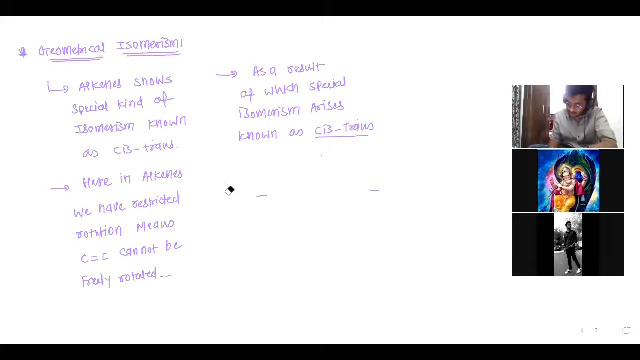 * Geometrical Isomerism
↳ Alkenes shows
special kind of
Isomerism known
as cis-trans.
→ Here in Alkenes
we have restricted
rotation Means
C=C cannot be
Freely rotated --
→ As a result
of which special
isomerism Arises
known as cis-Trans